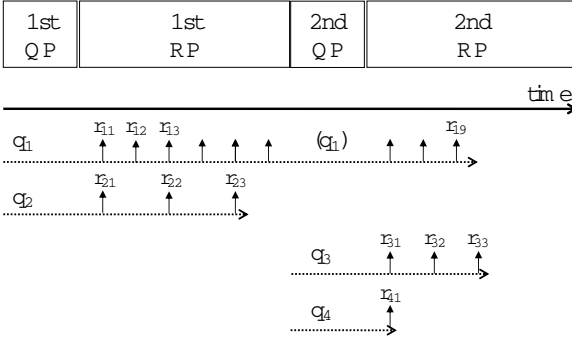 1st 1st 2nd 2nd
QP RP QP RP
time
r11 r12 r13 (q1) r19
q1
r21 r22 r23
q2
r31 r32 r33
q3
r41
q4